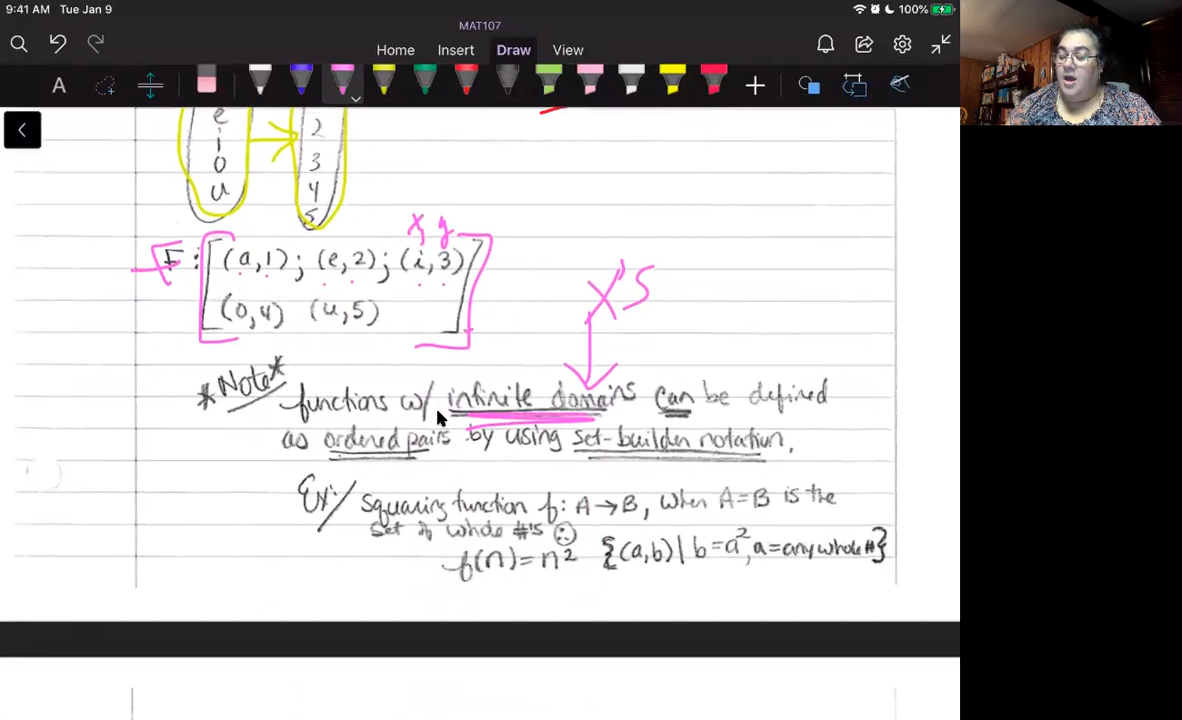 9:41 AM Tue Jan 9
100%
MAT107
Home Insert Draw View
A
e 2
i 3
o 4
u 5
x, y
F: [(a,1); (e,2); (i,3)
(o,4) (u,5)]
X's
*Note* functions w/ infinite domains can be defined
as ordered pairs by using set-builder notation.
Ex:/ Squaring function f: A→B, when A=B is the
set of whole #'s
f(n)=n² {(a,b)|b=a², a=any whole #}